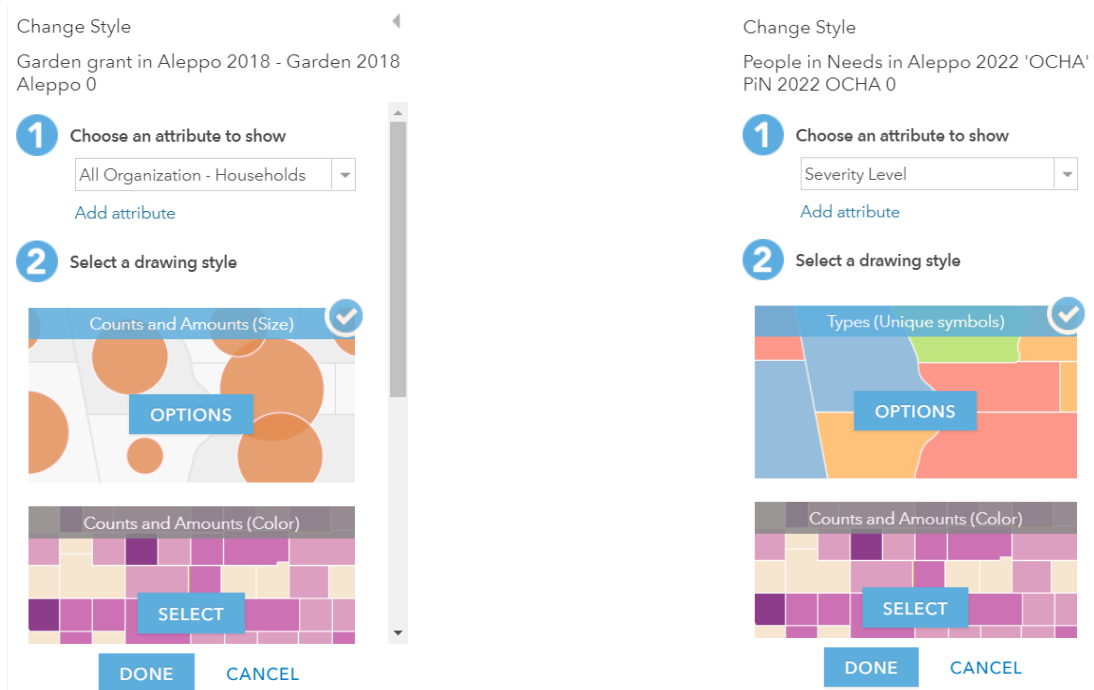 Change Style
Garden grant in Aleppo 2018 - Garden 2018
Aleppo 0
1 Choose an attribute to show
All Organization - Households
Add attribute
2 Select a drawing style
Counts and Amounts (Size)
OPTIONS
Counts and Amounts (Color)
SELECT
DONE CANCEL
Change Style
People in Needs in Aleppo 2022 'OCHA'
PiN 2022 OCHA 0
1 Choose an attribute to show
Severity Level
Add attribute
2 Select a drawing style
Types (Unique symbols)
OPTIONS
Counts and Amounts (Color)
SELECT
DONE CANCEL